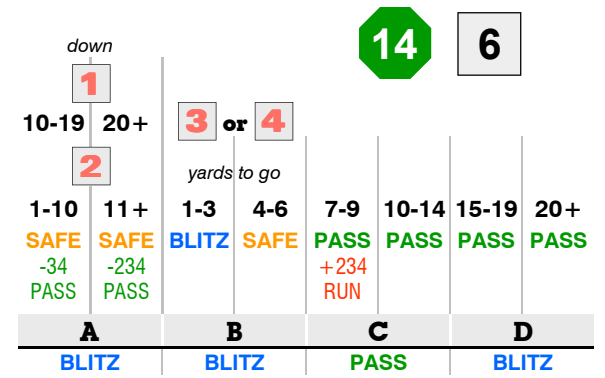 14 6
down
1
10-19 20+ 3 or 4
2 yards to go
1-10 11+ 1-3 4-6 7-9 10-14 15-19 20+
SAFE SAFE BLITZ SAFE PASS PASS PASS PASS
-34 -234 +234
PASS PASS RUN
A B C D
BLITZ BLITZ PASS BLITZ